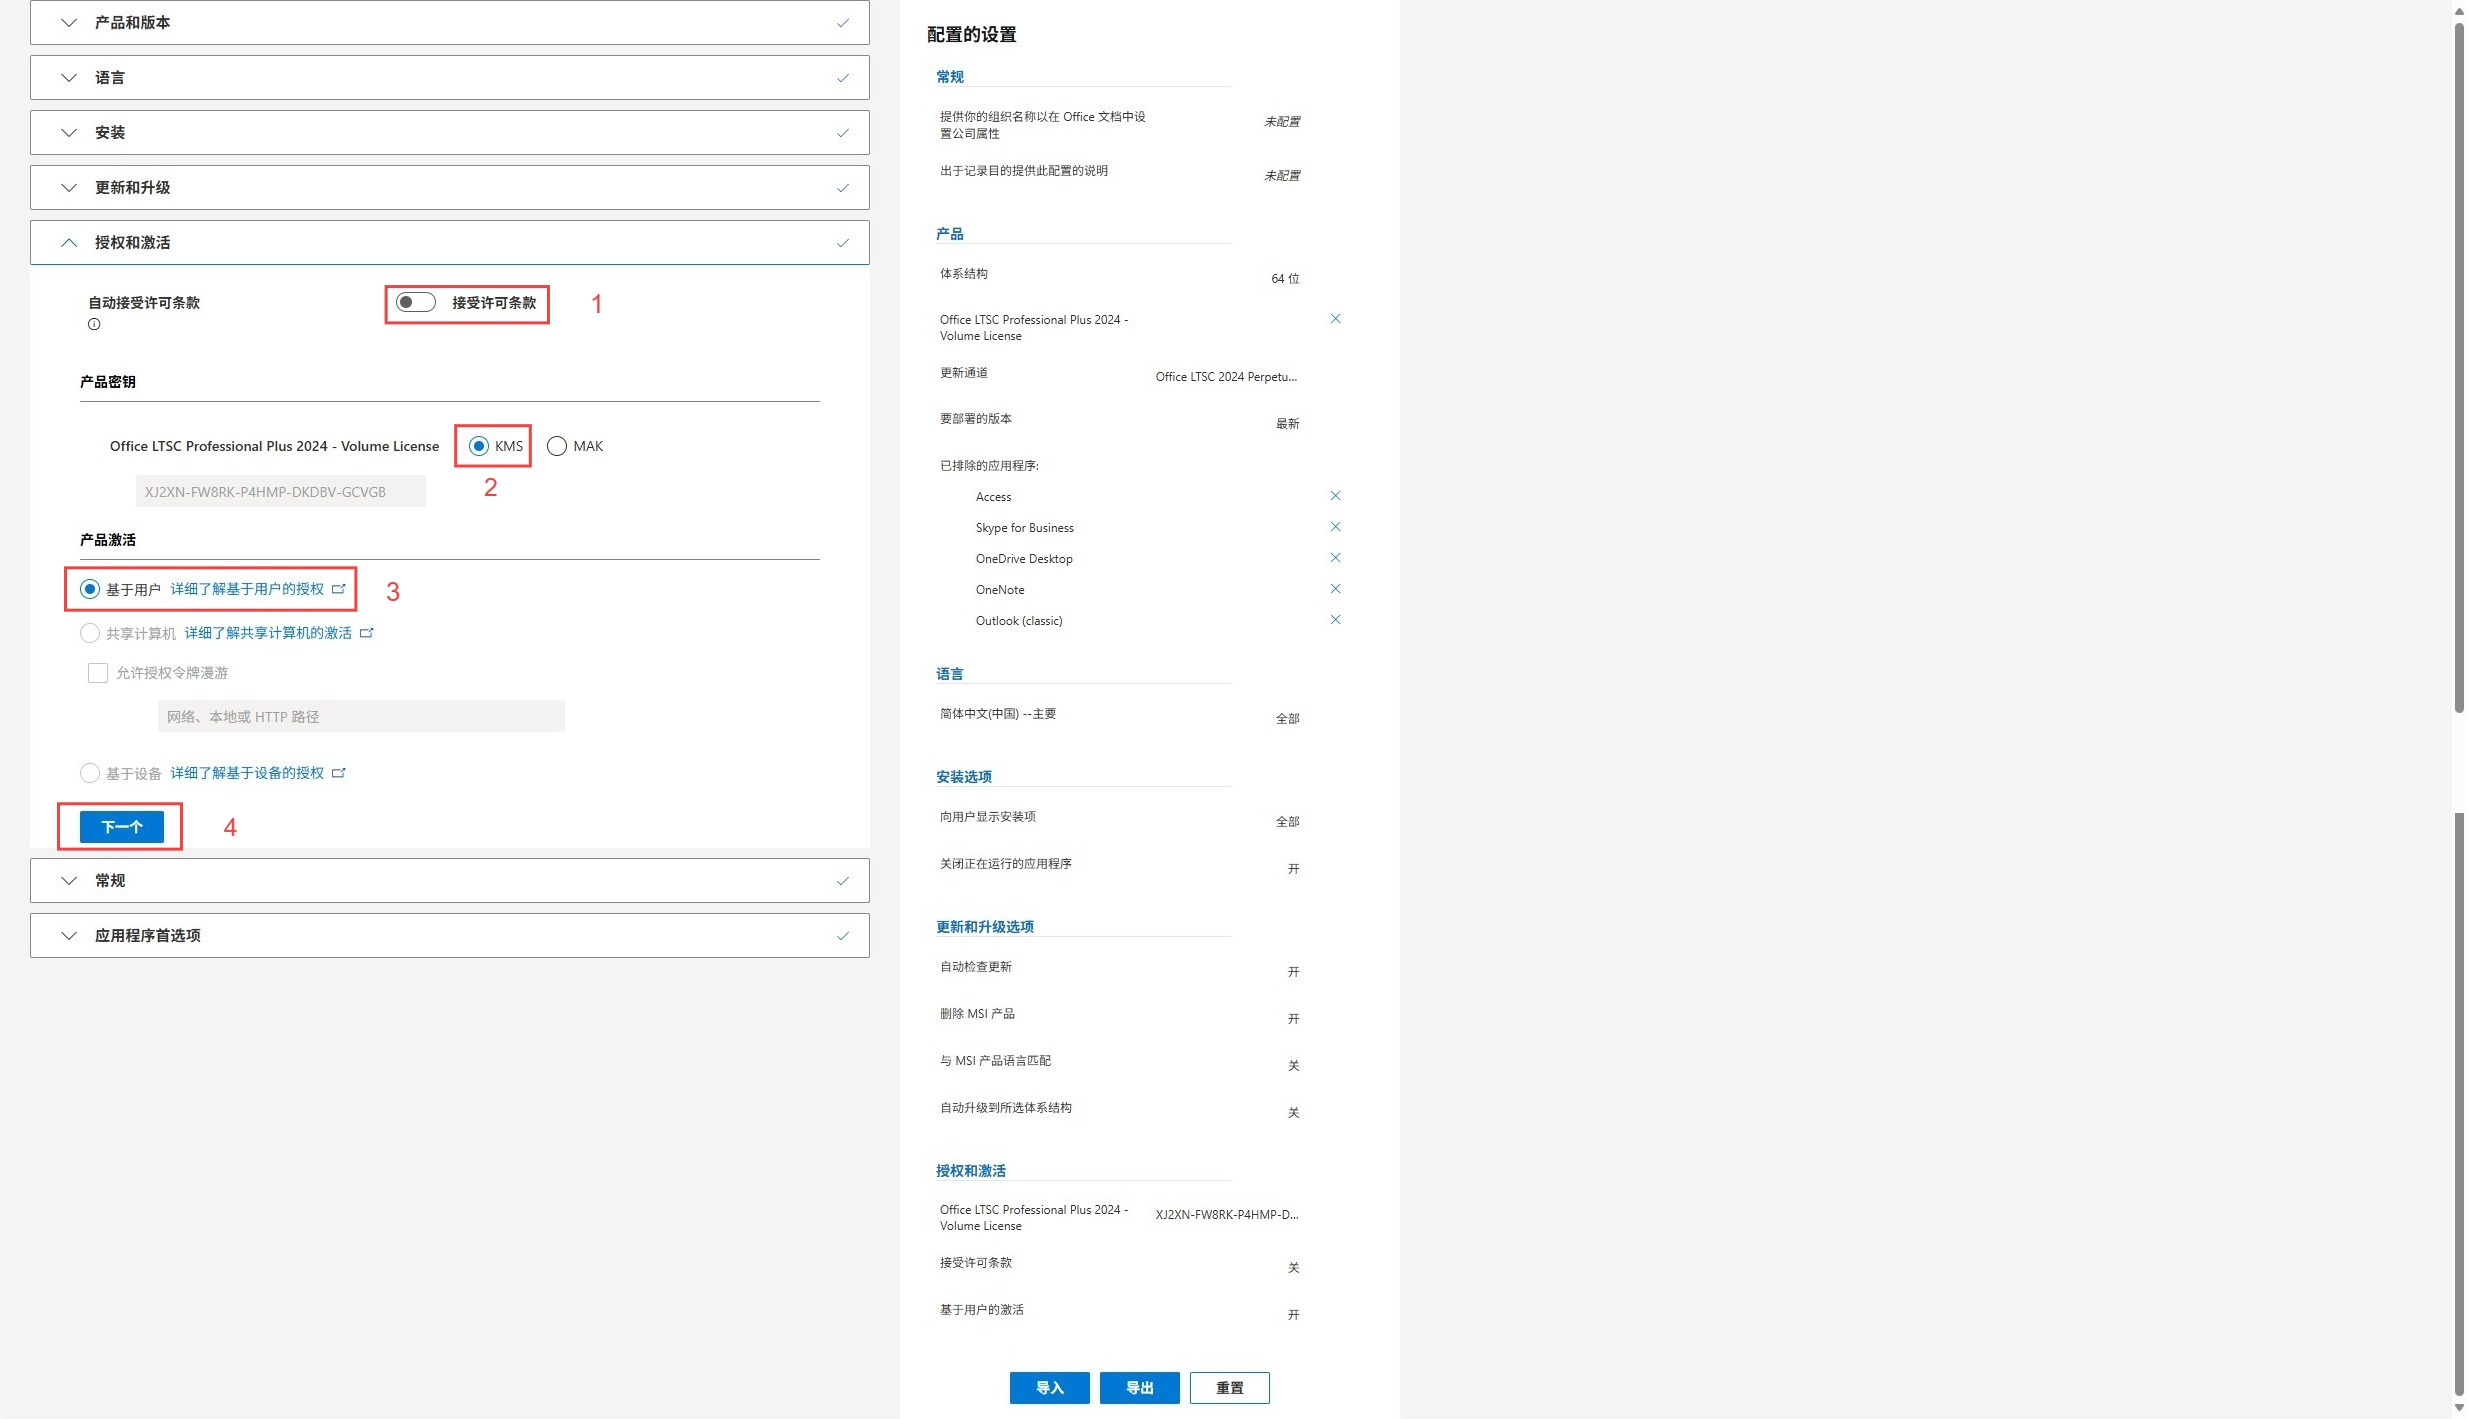 产品和版本
语言
安装
更新和升级
授权和激活
自动接受许可条款
接受许可条款
1
产品密钥
Office LTSC Professional Plus 2024 - Volume License
KMS
MAK
XJ2XN-FW8RK-P4HMP-DKDBV-GCVGB
2
产品激活
基于用户 详细了解基于用户的授权
3
共享计算机 详细了解共享计算机的激活
允许授权令牌漫游
网络、本地或 HTTP 路径
基于设备 详细了解基于设备的授权
下一个
4
常规
应用程序首选项
配置的设置
常规
提供你的组织名称以在 Office 文档中设
置公司属性
未配置
出于记录目的提供此配置的说明
未配置
产品
体系结构
64 位
Office LTSC Professional Plus 2024 -
Volume License
更新通道
Office LTSC 2024 Perpetu...
要部署的版本
最新
已排除的应用程序:
Access
Skype for Business
OneDrive Desktop
OneNote
Outlook (classic)
语言
简体中文(中国) --主要
全部
安装选项
向用户显示安装项
全部
关闭正在运行的应用程序
开
更新和升级选项
自动检查更新
开
删除 MSI 产品
开
与 MSI 产品语言匹配
关
自动升级到所选体系结构
关
授权和激活
Office LTSC Professional Plus 2024 -
Volume License
XJ2XN-FW8RK-P4HMP-D...
接受许可条款
关
基于用户的激活
开
导入
导出
重置